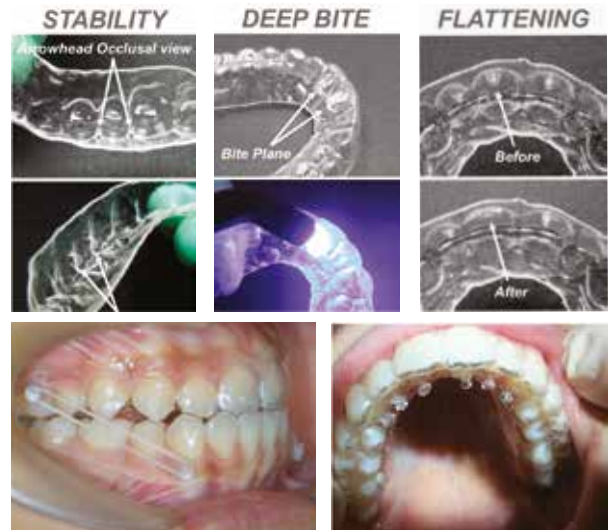 STABILITY
DEEP BITE
FLATTENING
Arrowhead Occlusal view
Bite Plane
Before
After